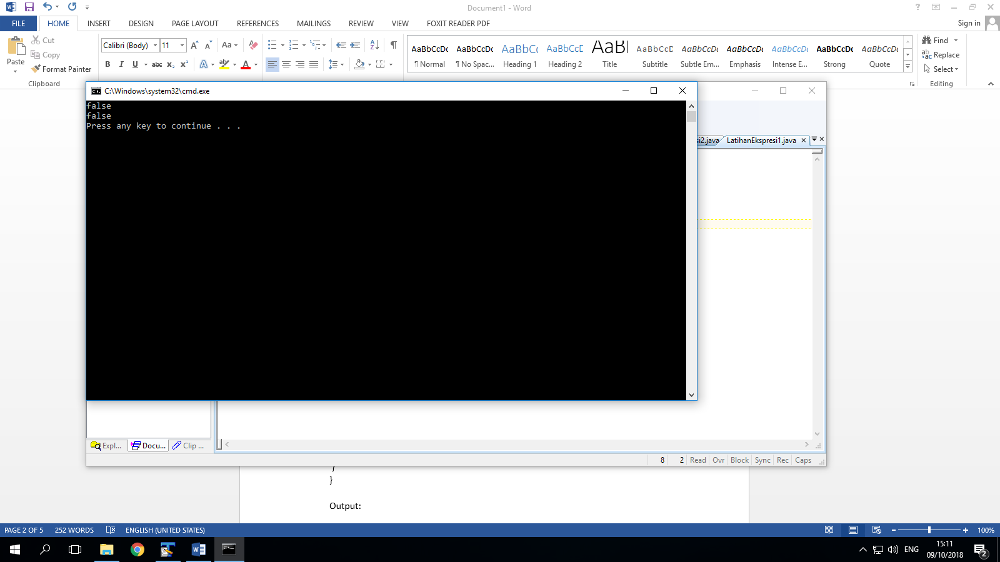 Document1 - Word
?
FILE HOME INSERT DESIGN PAGE LAYOUT REFERENCES MAILINGS REVIEW VIEW FOXIT READER PDF
Sign in
Paste
Cut
Copy
Format Painter
Clipboard
Calibri (Body) 11
B I U abc x₂ x²
AaBbCcDc AaBbCcDc AaBbCc AaBbCcD AaBl AaBbCcD AaBbCcDc AaBbCcDc AaBbCcDc AaBbCcDc AaBbCcDc
¶ Normal ¶ No Spac... Heading 1 Heading 2 Title Subtitle Subtle Em... Emphasis Intense E... Strong Quote
Find
Replace
Select
Editing
C:\Windows\system32\cmd.exe
false
false
Press any key to continue . . .
si2.java LatihanEkspresi1.java
Expl... Docu... Clip ...
8 2 Read Ovr Block Sync Rec Caps
}
}
Output:
PAGE 2 OF 5 252 WORDS ENGLISH (UNITED STATES)
100%
ENG
15:11
09/10/2018
2